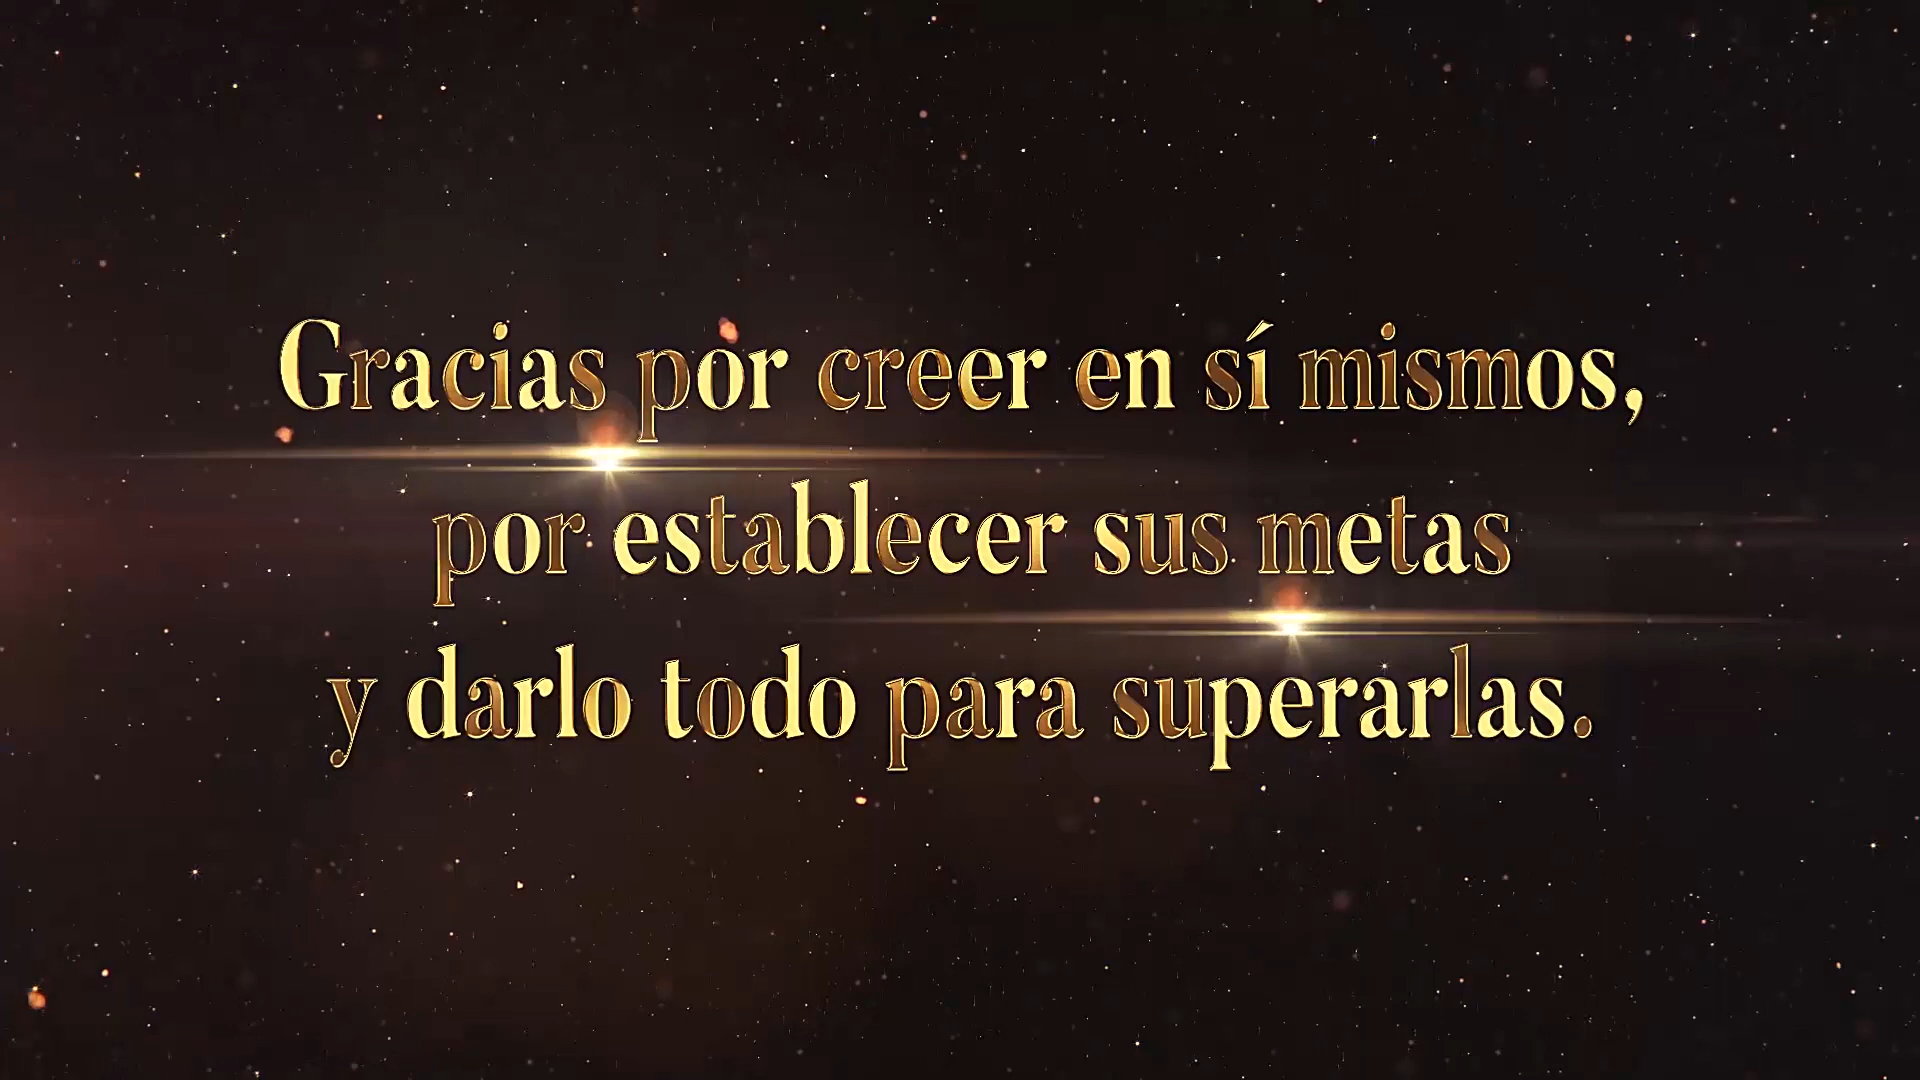 Gracias por creer en sí mismos,
por establecer sus metas
y darlo todo para superarlas.